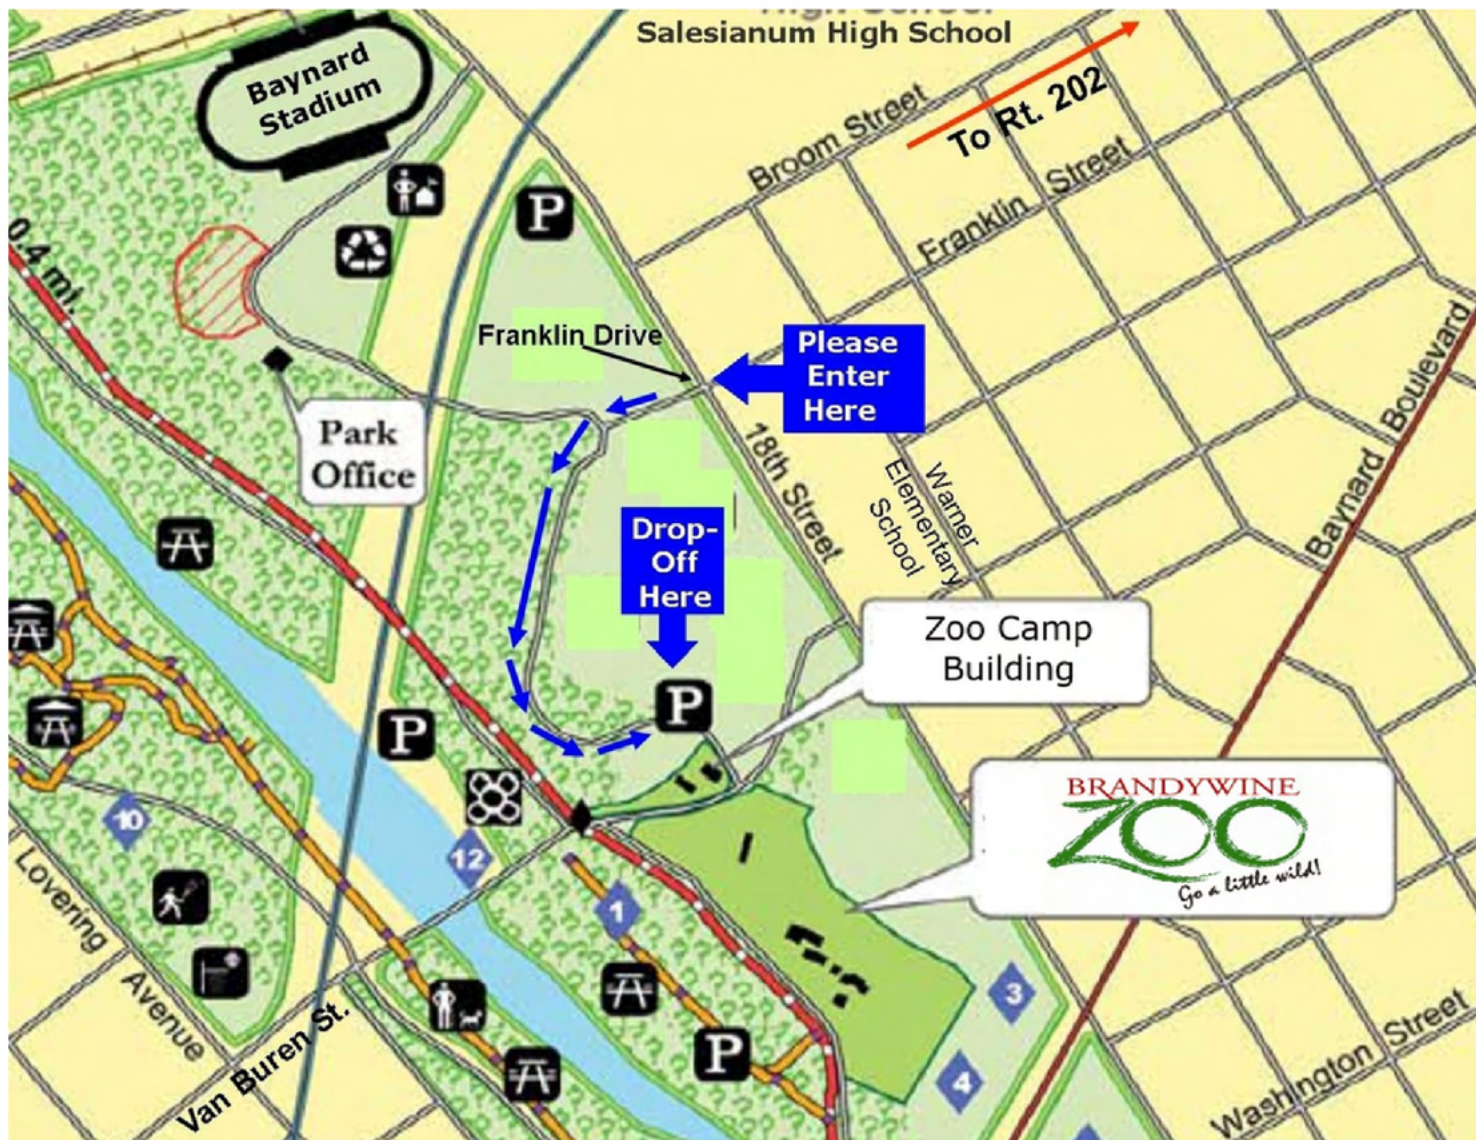 High School
Salesianum High School
Baynard
Stadium
Broom Street
To Rt. 202
Franklin Street
0.4 mi.
P
Franklin Drive
Please
Enter
Here
Park
Office
18th Street
Warner
Elementary
School
Baynard Boulevard
Drop-
Off
Here
P
P
Zoo Camp
Building
BRANDYWINE
ZOO
Go a little wild!
10
12
1
3
4
P
Lovering Avenue
Van Buren St.
Washington Street